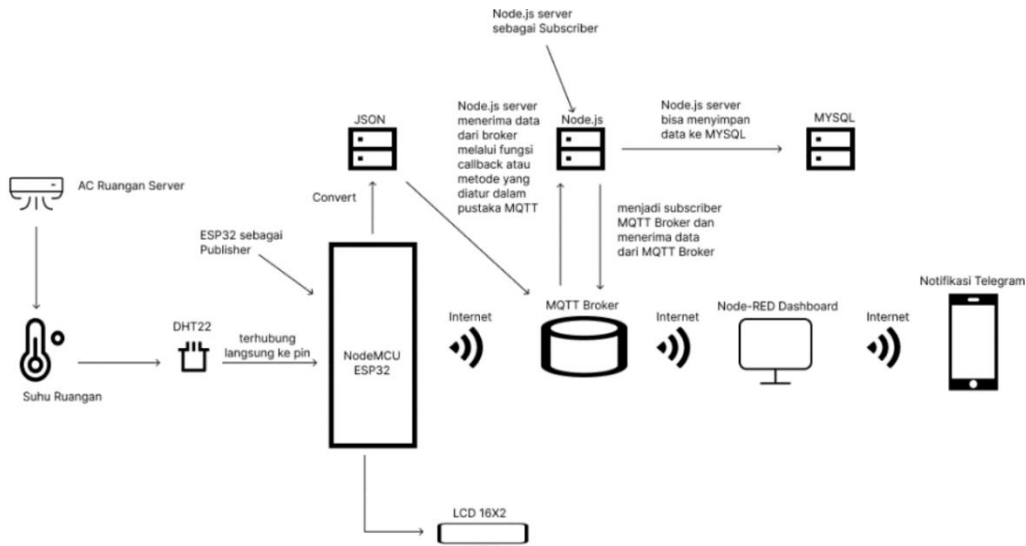 Node.js server
sebagai Subscriber
JSON
Node.js server
menerima data
dari broker
melalui fungsi
callback atau
metode yang
diatur dalam
pustaka MQTT
Node.js
Node.js server
bisa menyimpan
data ke MYSQL
MYSQL
AC Ruangan Server
Convert
menjadi subscriber
MQTT Broker dan
menerima data
dari MQTT Broker
ESP32 sebagai
Publisher
Suhu Ruangan
DHT22
terhubung
langsung ke pin
NodeMCU
ESP32
Internet
MQTT Broker
Internet
Node-RED Dashboard
Internet
Notifikasi Telegram
LCD 16X2